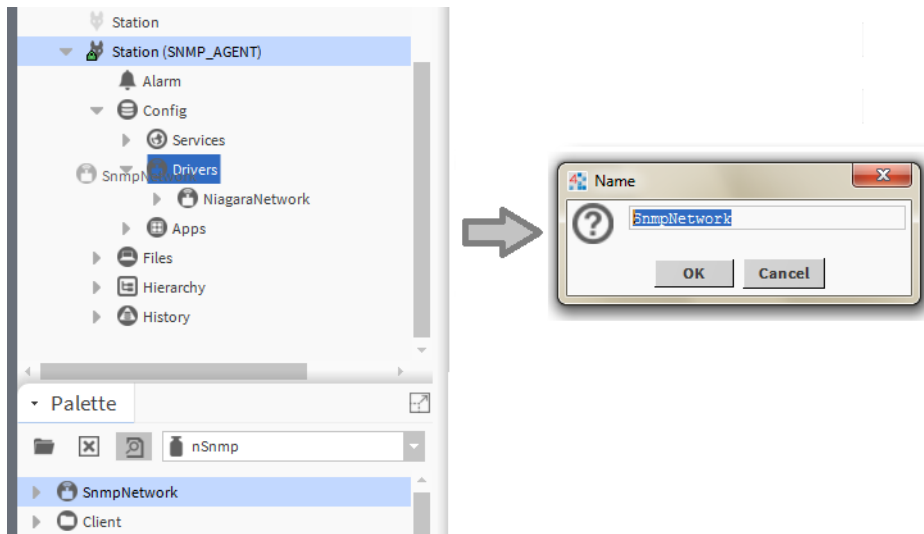 Station
Station (SNMP_AGENT)
Alarm
Config
Services
Drivers
NiagaraNetwork
Apps
Files
Hierarchy
History
Name
SnmpNetwork
OK Cancel
Palette
nSnmp
SnmpNetwork
Client